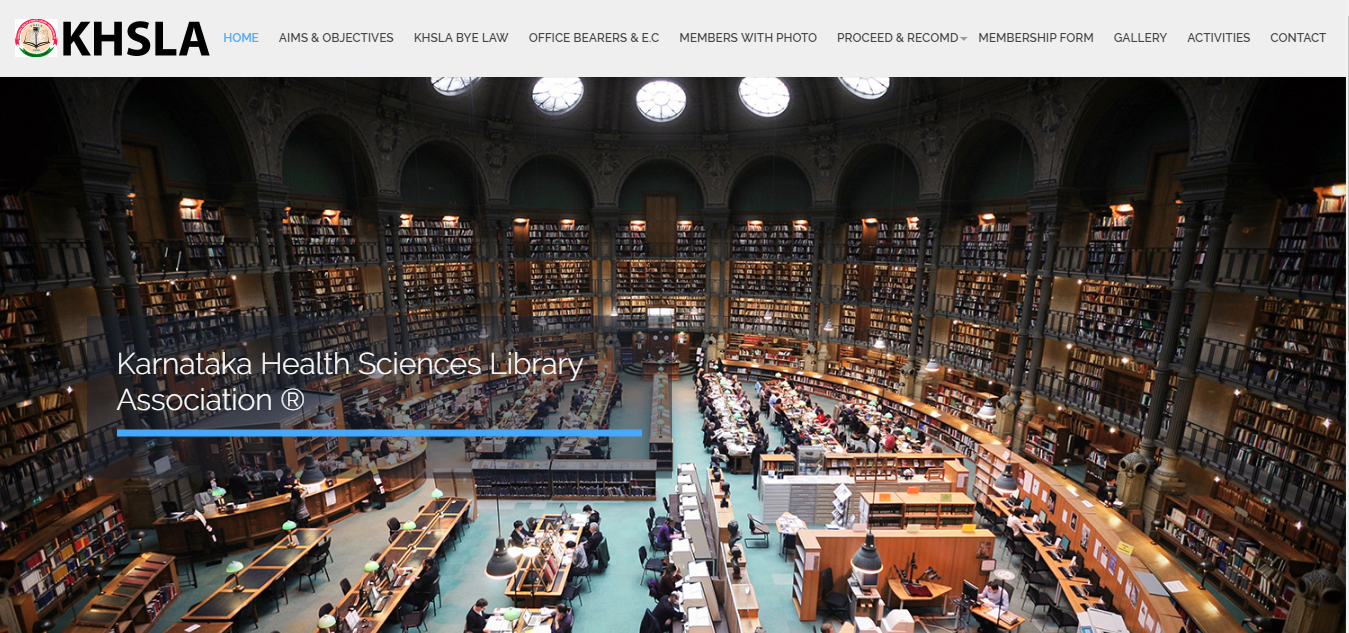 KHSLA
HOME AIMS & OBJECTIVES KHSLA BYE LAW OFFICE BEARERS & E.C MEMBERS WITH PHOTO PROCEED & RECOMD MEMBERSHIP FORM GALLERY ACTIVITIES CONTACT
Karnataka Health Sciences Library
Association ®